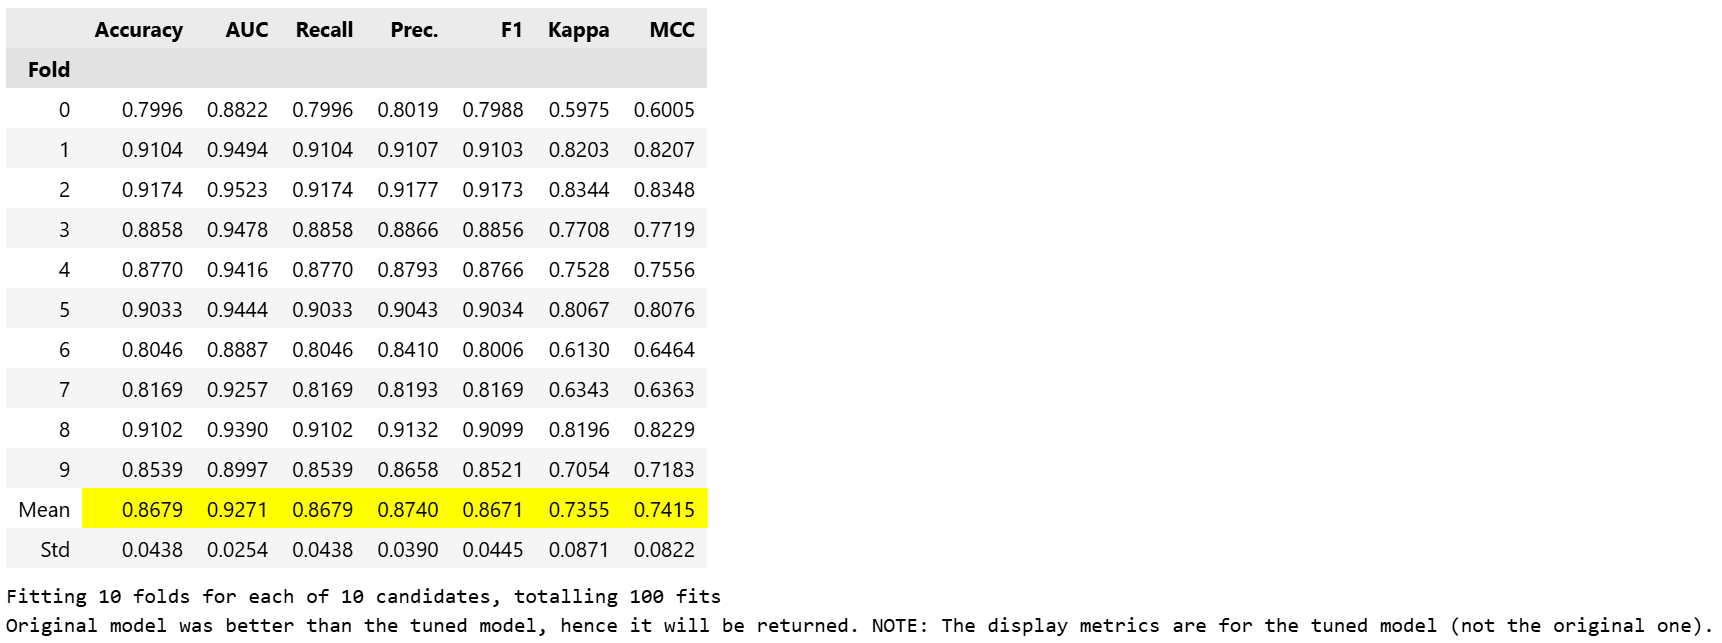 Accuracy AUC Recall Prec. F1 Kappa MCC
Fold
0 0.7996 0.8822 0.7996 0.8019 0.7988 0.5975 0.6005
1 0.9104 0.9494 0.9104 0.9107 0.9103 0.8203 0.8207
2 0.9174 0.9523 0.9174 0.9177 0.9173 0.8344 0.8348
3 0.8858 0.9478 0.8858 0.8866 0.8856 0.7708 0.7719
4 0.8770 0.9416 0.8770 0.8793 0.8766 0.7528 0.7556
5 0.9033 0.9444 0.9033 0.9043 0.9034 0.8067 0.8076
6 0.8046 0.8887 0.8046 0.8410 0.8006 0.6130 0.6464
7 0.8169 0.9257 0.8169 0.8193 0.8169 0.6343 0.6363
8 0.9102 0.9390 0.9102 0.9132 0.9099 0.8196 0.8229
9 0.8539 0.8997 0.8539 0.8658 0.8521 0.7054 0.7183
Mean 0.8679 0.9271 0.8679 0.8740 0.8671 0.7355 0.7415
Std 0.0438 0.0254 0.0438 0.0390 0.0445 0.0871 0.0822
Fitting 10 folds for each of 10 candidates, totalling 100 fits
Original model was better than the tuned model, hence it will be returned. NOTE: The display metrics are for the tuned model (not the original one).